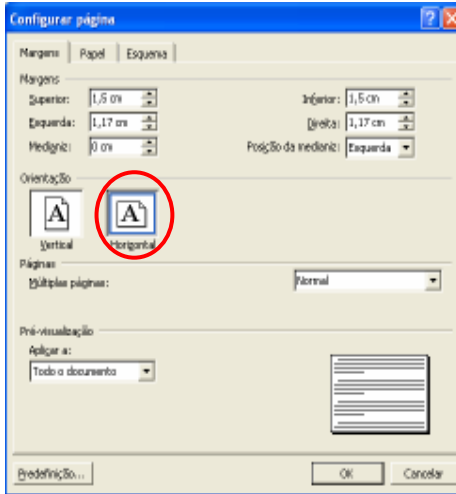 Configurar página
Margens Papel Esquema
Margens
Superior: 1,5 cm Inferior: 1,5 cm
Esquerda: 1,17 cm Direita: 1,17 cm
Medianiz: 0 cm Posição da medianiz: Esquerda
Orientação
A A
Vertical Horizontal
Páginas
Múltiplas páginas: Normal
Pré-visualização
Aplicar a:
Todo o documento
Predefinição... OK Cancelar